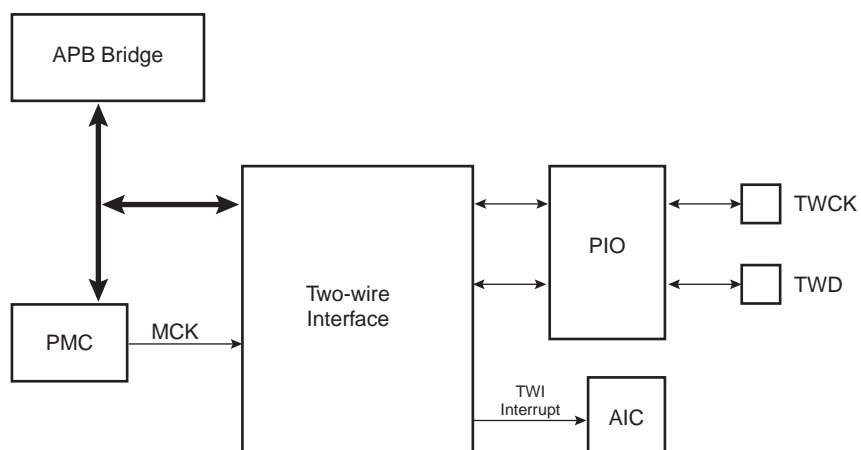 APB Bridge
TWCK
PIO
TWD
Two-wire
Interface
PMC
MCK
TWI
Interrupt
AIC